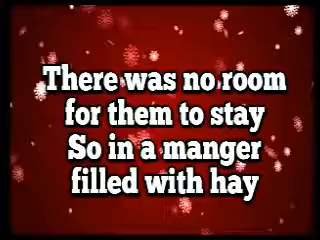 There was no room
for them to stay
So in a manger
filled with hay